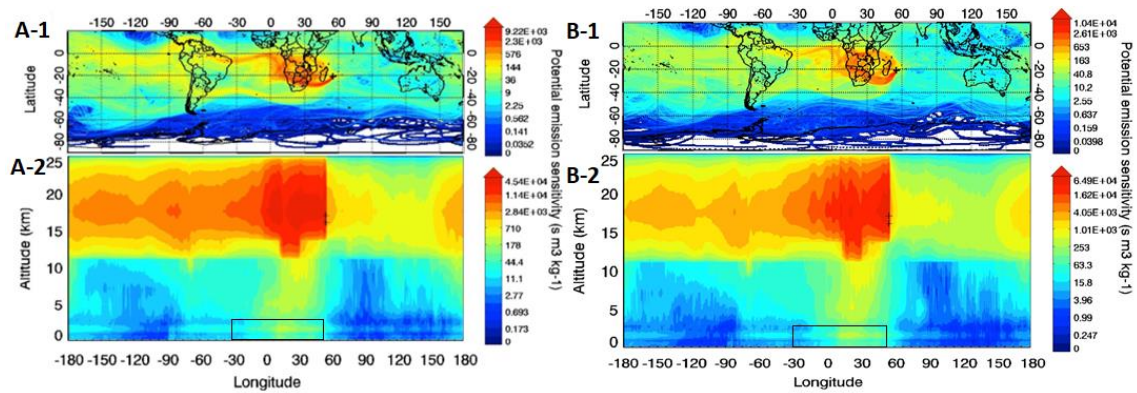 A-1
-150 -120 -90 -60 -30 0 30 60 90 120 150
Latitude
0
-20
-40
-60
-80
0
-20
-40
-60
-80
9.22E+03
2.3E+03
576
144
36
9
2.25
0.562
0.141
0.0352
0
A-2
Altitude (km)
25
20
15
10
5
0
-180 -150 -120 -90 -60 -30 0 30 60 90 120 150 180
Longitude
4.54E+04
1.14E+04
2.84E+03
710
178
44.4
11.1
2.77
0.693
0.173
0
Potential emission sensitivity (s m3 kg-1)
B-1
-150 -120 -90 -60 -30 0 30 60 90 120 150
Latitude
0
-20
-40
-60
-80
0
-20
-40
-60
-80
1.04E+04
2.61E+03
653
163
40.8
10.2
2.55
0.637
0.159
0.0398
0
B-2
Altitude (km)
25
20
15
10
5
0
-180 -150 -120 -90 -60 -30 0 30 60 90 120 150 180
Longitude
6.49E+04
1.62E+04
4.05E+03
1.01E+03
253
63.3
15.8
3.96
0.99
0.247
0
Potential emission sensitivity (s m3 kg-1)